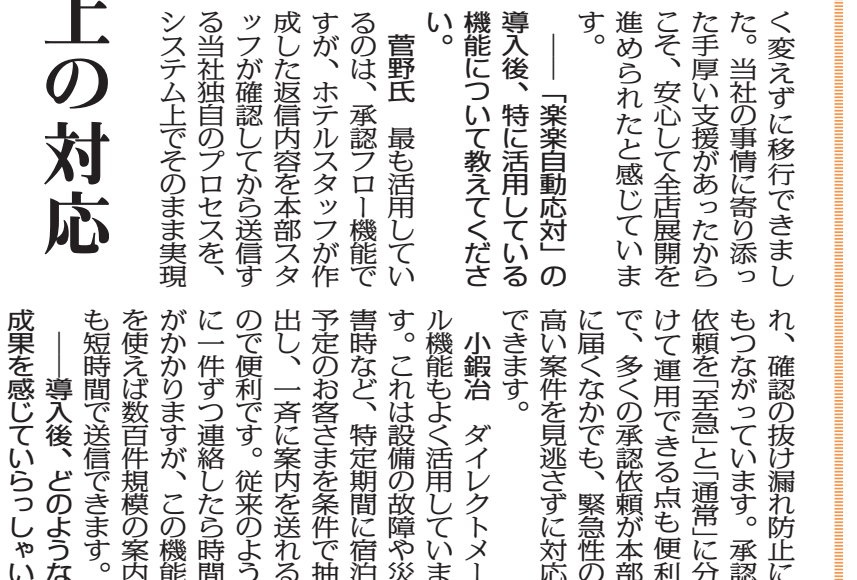 く変えずに移行できまし
た。当社の事情に寄り添っ
た手厚い支援があったから
こそ、安心して全店展開を
進められたと感じていま
す。
――「楽楽自動応対」の
導入後、特に活用している
機能について教えてくださ
い。
菅野氏　最も活用してい
るのは、承認フロー機能で
すが、ホテルスタッフが作
成した返信内容を本部スタ
ッフが確認してから送信す
る当社独自のプロセスを、
システム上でそのまま実現
上の対応
れ、確認の抜け漏れ防止に
もつながっています。承認
依頼を「至急」と「通常」に分
けて運用できる点も便利
で、多くの承認依頼が本部
に届くなかでも、緊急性の
高い案件を見逃さずに対応
できます。
小鍜冶　ダイレクトメー
ル機能もよく活用していま
す。これは設備の故障や災
害時など、特定期間に宿泊
予定のお客さまを条件で抽
出し、一斉に案内を送れる
ので便利です。従来のよう
に一件ずつ連絡したら時間
がかかりますが、この機能
を使えば数百件規模の案内
も短時間で送信できます。
――導入後、どのような
成果を感じていらっしゃい